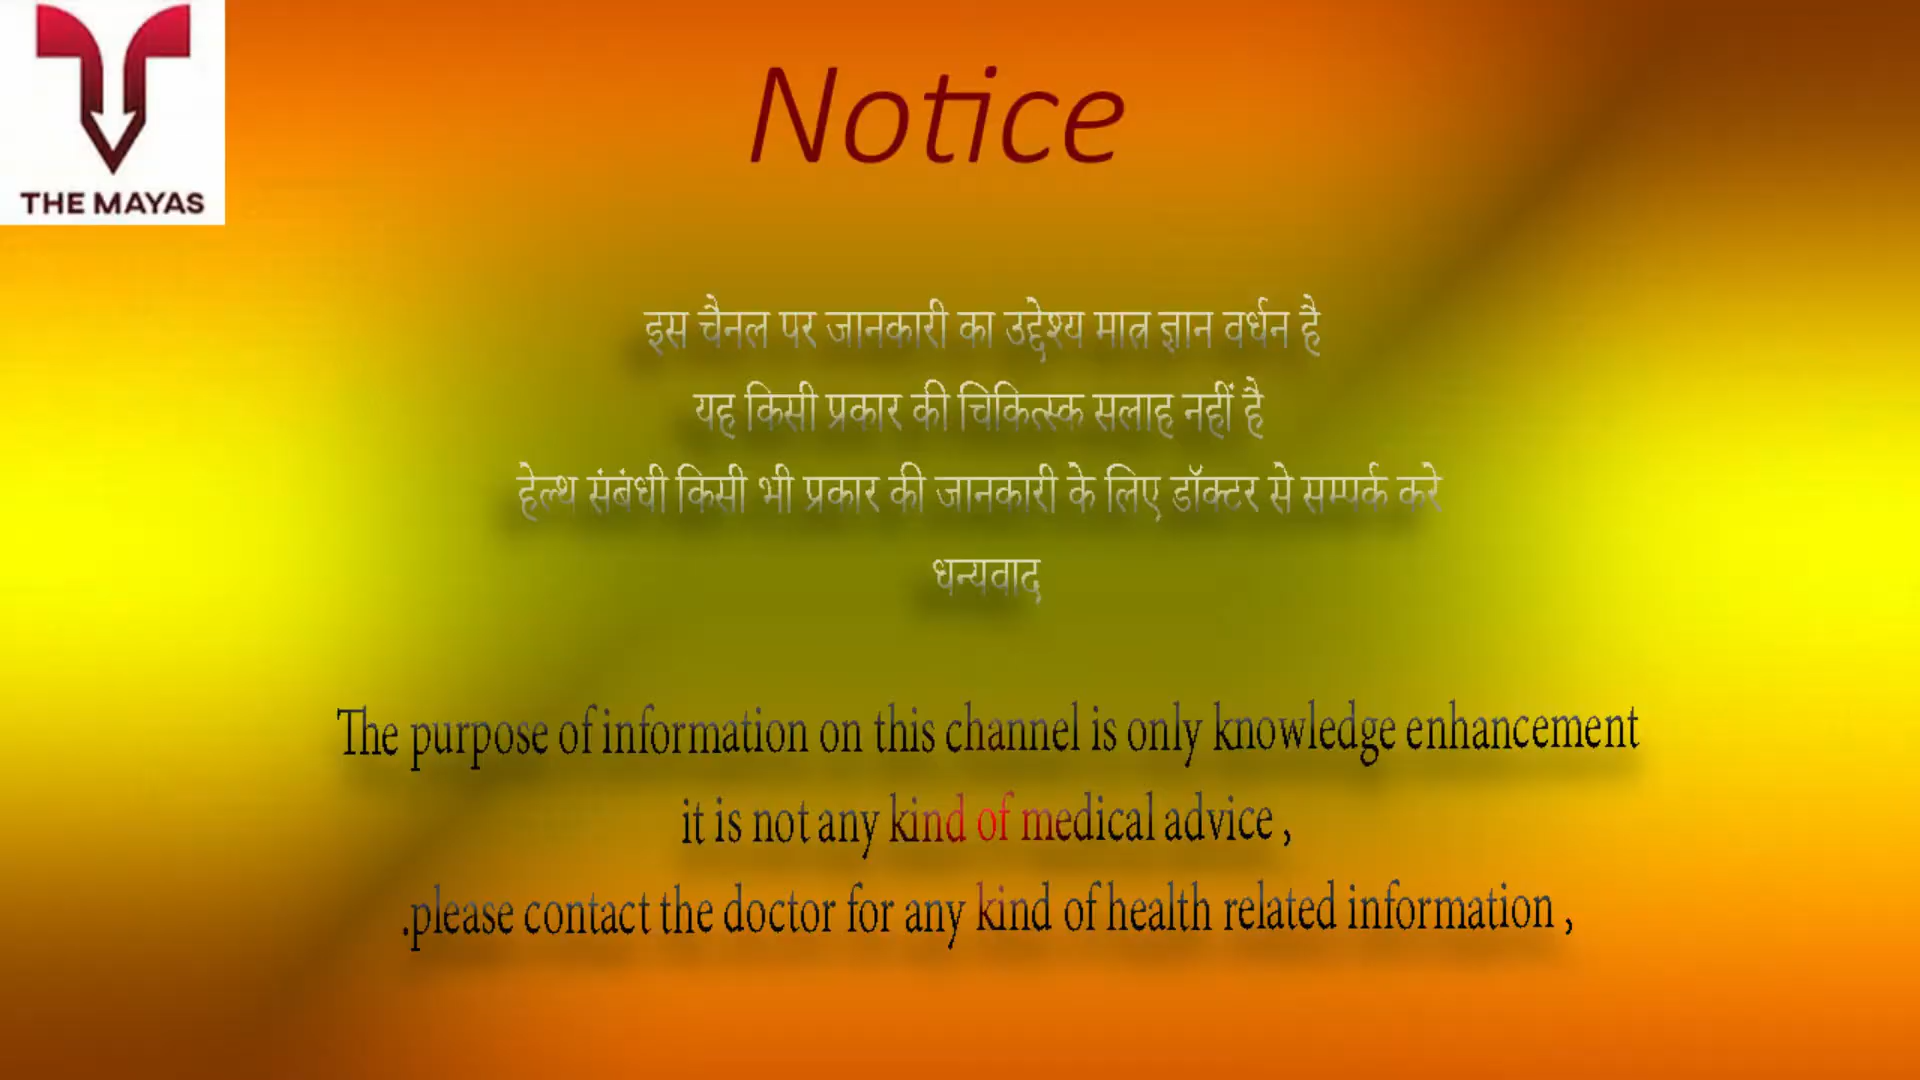 THE MAYAS
Notice
इस चैनल पर जानकारी का उद्देश्य मात्र ज्ञान वर्धन है
यह किसी प्रकार की चिकित्स्क सलाह नहीं है
हेल्थ संबंधी किसी भी प्रकार की जानकारी के लिए डॉक्टर से सम्पर्क करे
धन्यवाद
The purpose of information on this channel is only knowledge enhancement
it is not any kind of medical advice ,
.please contact the doctor for any kind of health related information ,